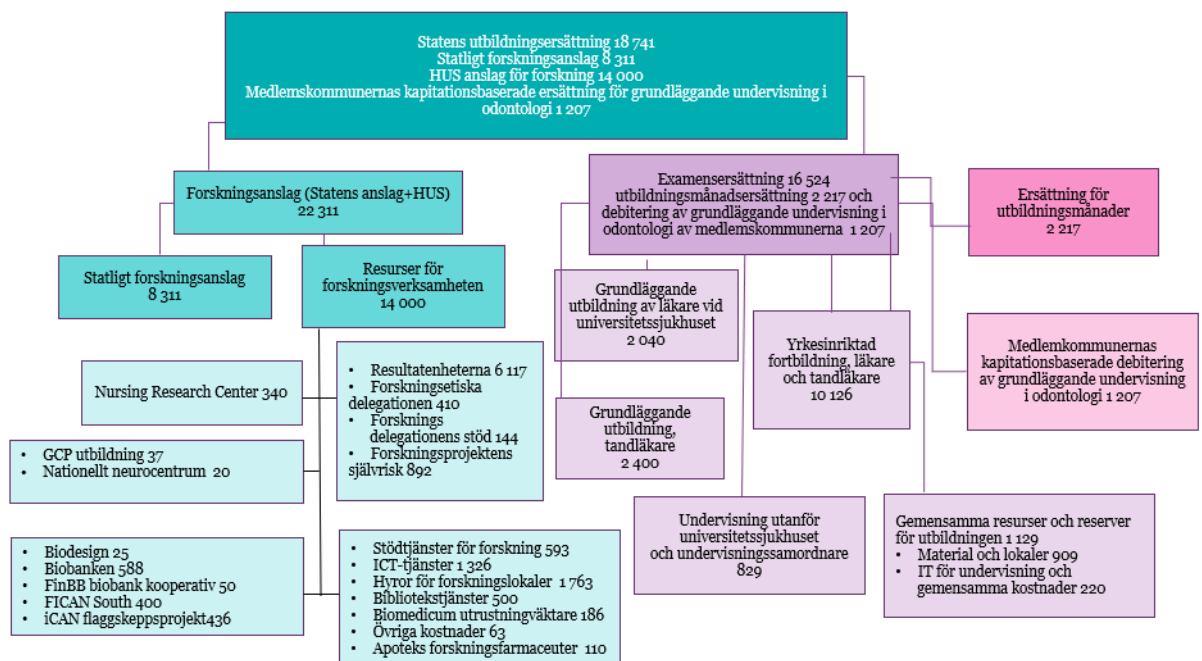 Statens utbildningsersättning 18 741
Statligt forskningsanslag 8 311
HUS anslag för forskning 14 000
Medlemskommunernas kapitationsbaserade ersättning för grundläggande undervisning i
odontologi 1 207
Forskningsanslag (Statens anslag+HUS)
22 311
Examensersättning 16 524
utbildningsmånadsersättning 2 217 och
debitering av grundläggande undervisning i
odontologi av medlemskommunerna 1 207
Ersättning för
utbildningsmånader
2 217
Statligt forskningsanslag
8 311
Resurser för
forskningsverksamheten
14 000
Grundläggande
utbildning av läkare vid
universitetssjukhuset
2 040
Yrkesinriktad
fortbildning, läkare
och tandläkare
10 126
Medlemkommunernas
kapitationsbaserade debitering
av grundläggande undervisning
i odontologi 1 207
Nursing Research Center 340
• Resultatenheterna 6 117
• Forskningsetiska
delegationen 410
• Forsknings
delegationens stöd 144
• Forskningsprojektens
självrisk 892
Grundläggande
utbildning,
tandläkare
2 400
• GCP utbildning 37
• Nationellt neurocentrum 20
Undervisning utanför
universitetssjukhuset
och undervisningssamordnare
829
Gemensamma resurser och reserver
för utbildningen 1 129
• Material och lokaler 909
• IT för undervisning och
gemensamma kostnader 220
• Biodesign 25
• Biobanken 588
• FinBB biobank kooperativ 50
• FICAN South 400
• iCAN flaggskeppsprojekt436
• Stödtjänster för forskning 593
• ICT-tjänster 1 326
• Hyror för forskningslokaler 1 763
• Bibliotekstjänster 500
• Biomedicum utrustningväktare 186
• Övriga kostnader 63
• Apoteks forskningsfarmaceuter 110